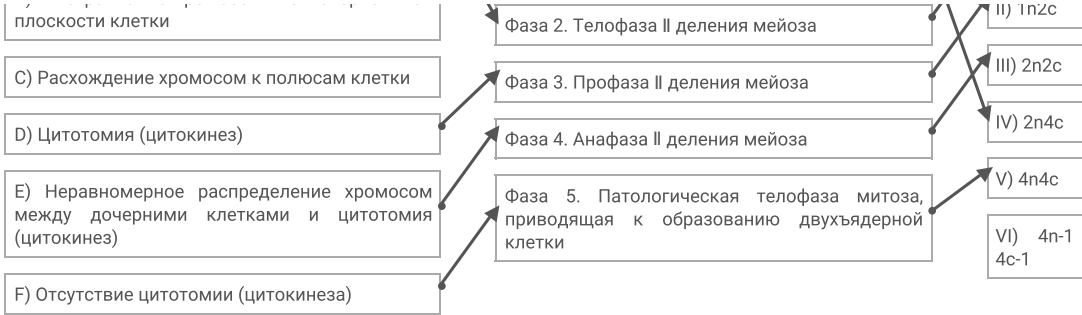 плоскости клетки
C) Расхождение хромосом к полюсам клетки
D) Цитотомия (цитокинез)
E) Неравномерное распределение хромосом
между дочерними клетками и цитотомия
(цитокинез)
F) Отсутствие цитотомии (цитокинеза)
Фаза 2. Телофаза II деления мейоза
Фаза 3. Профаза II деления мейоза
Фаза 4. Анафаза II деления мейоза
Фаза 5. Патологическая телофаза митоза,
приводящая к образованию двухъядерной
клетки
II) 1n2c
III) 2n2c
IV) 2n4c
V) 4n4c
VI) 4n-1
4c-1